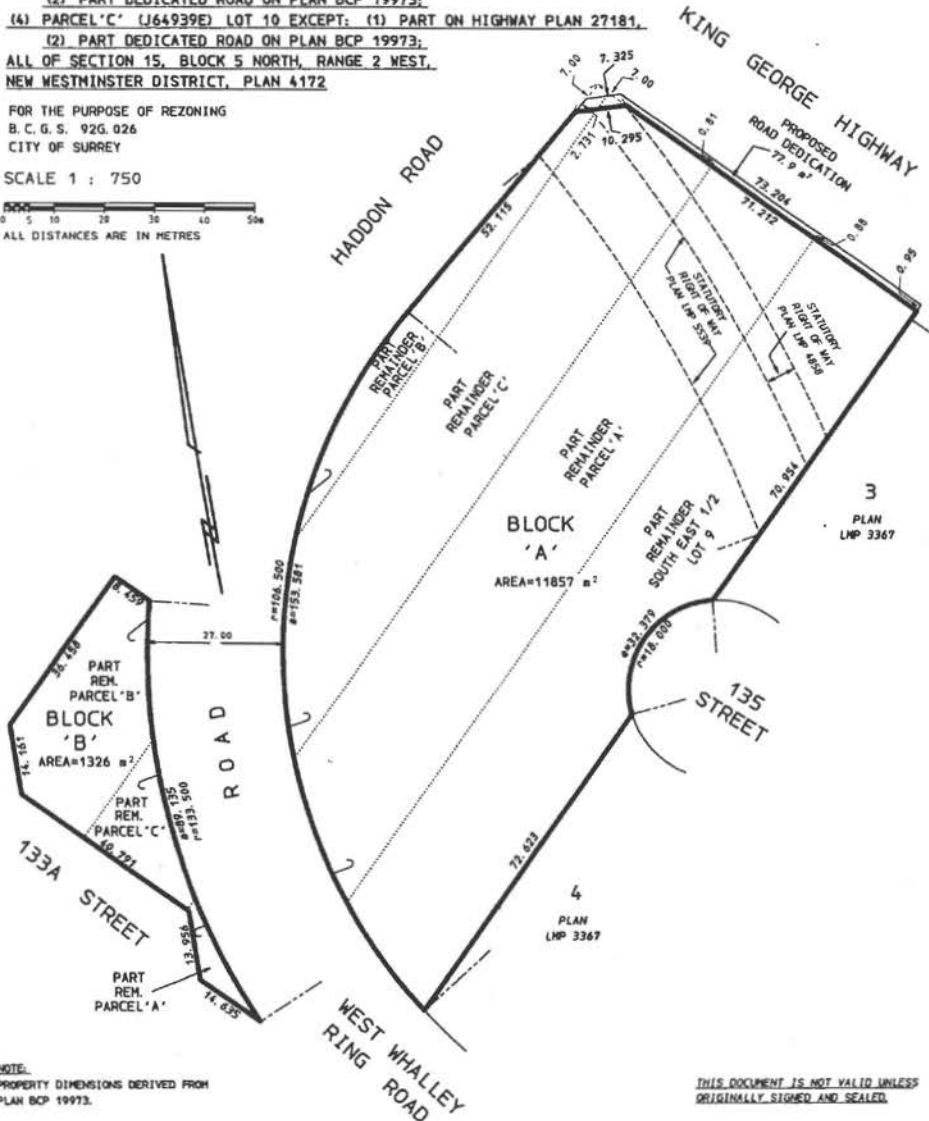 (2) PART DEDICATED ROAD ON PLAN BCP 19973;
(4) PARCEL'C' (J64939E) LOT 10 EXCEPT: (1) PART ON HIGHWAY PLAN 27181,
(2) PART DEDICATED ROAD ON PLAN BCP 19973;
ALL OF SECTION 15, BLOCK 5 NORTH, RANGE 2 WEST,
NEW WESTMINSTER DISTRICT, PLAN 4172
FOR THE PURPOSE OF REZONING
B.C.G.S. 92G.026
CITY OF SURREY
SCALE 1 : 750
0 5 10 20 30 40 50m
ALL DISTANCES ARE IN METRES
KING GEORGE HIGHWAY
HADDON ROAD
7.00
7.325
7.00
2.731
10.295
0.81
PROPOSED
ROAD DEDICATION
77.9 m²
73.204
71.212
0.88
0.95
52.115
STATUTORY
RIGHT OF WAY
PLAN LMP 5539
STATUTORY
RIGHT OF WAY
PLAN LMP 4858
PART
REMAINDER
PARCEL'B'
PART
REMAINDER
PARCEL'C'
PART
REMAINDER
PARCEL'A'
BLOCK
'A'
AREA=11857 m²
PART
REMAINDER
SOUTH EAST 1/2
LOT 9
70.954
3
PLAN
LMP 3367
r=106.500
a=153.581
a=32.379
r=18.000
135
STREET
27.00
36.458
PART
REM.
PARCEL'B'
BLOCK
'B'
AREA=1326 m²
14.161
PART
REM.
PARCEL'C'
ROAD
a=89.135
r=133.500
133A STREET
13.956
PART
REM.
PARCEL'A'
14.635
72.623
4
PLAN
LMP 3367
WEST WHALLEY
RING ROAD
NOTE:
PROPERTY DIMENSIONS DERIVED FROM
PLAN BCP 19973.
THIS DOCUMENT IS NOT VALID UNLESS
ORIGINALLY SIGNED AND SEALED.